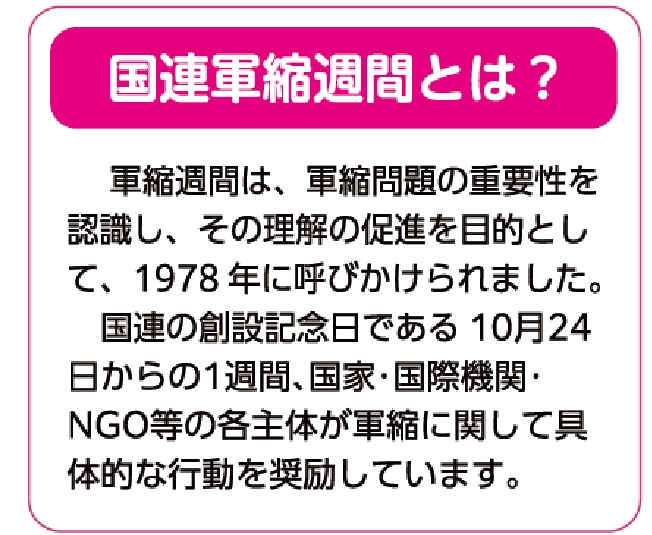 国連軍縮週間とは？
軍縮週間は、軍縮問題の重要性を
認識し、その理解の促進を目的とし
て、1978 年に呼びかけられました。
国連の創設記念日である 10月24
日からの1週間、国家・国際機関・
NGO等の各主体が軍縮に関して具
体的な行動を奨励しています。